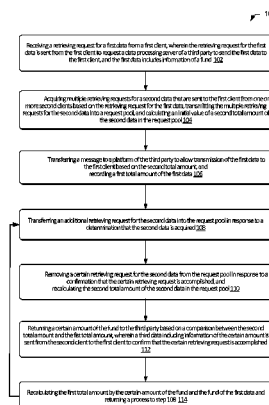 10
Receiving a retrieving request for a first data from a first client, wherein the retrieving request for the first
data is sent from the first client to request a data processing server of a third party to send the first data to
the first client, and the first data includes information of a fund 102
Acquiring multiple retrieving requests for a second data that are sent to the first client from one or
more second clients based on the retrieving request for the first data, transmitting the multiple retrieving
requests for the second data into a request pool, and calculating an initial value of a second total amount of
the second data in the request pool 104
Transferring a message to a platform of the third party to allow transmission of the first data to
the first client based on the second total amount, and
recording a first total amount of the first data 106
Transferring an additional retrieving request for the second data into the request pool in response to a
determination that the second data is acquired 108
Removing a certain retrieving request for the second data from the request pool in response to a
confirmation that the certain retrieving request is accomplished, and
recalculating the second total amount of the second data in the request pool 110
Returning a certain amount of the fund to the third party based on a comparison between the second
total amount and the first total amount, wherein a third data including information of the certain amount is
sent from the second client to the first client to confirm that the certain retrieving request is accomplished
112
Recalculating the first total amount by the certain amount of the fund and the fund of the first data and
returning a process to step 108 114